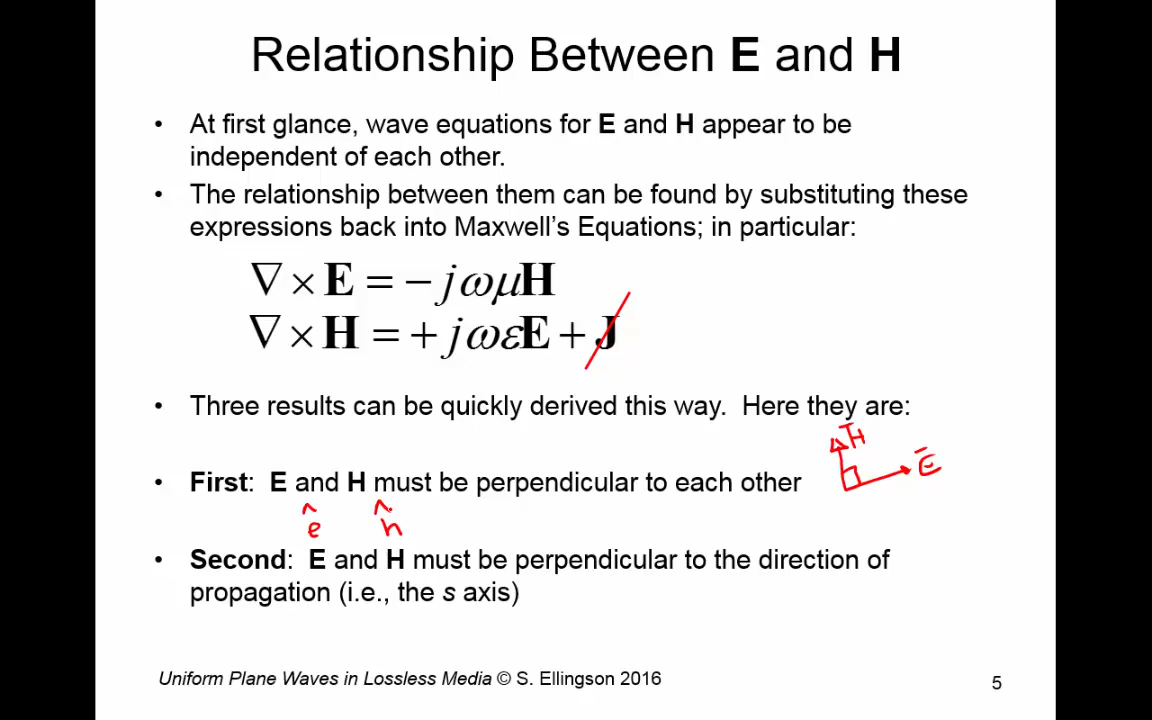 Relationship Between E and H
• At first glance, wave equations for E and H appear to be
independent of each other.
• The relationship between them can be found by substituting these
expressions back into Maxwell's Equations; in particular:
∇ × E = − jωμH
∇ × H = + jωεE + J
• Three results can be quickly derived this way. Here they are:
H̄
Ē
• First: E and H must be perpendicular to each other
ê ĥ
• Second: E and H must be perpendicular to the direction of
propagation (i.e., the s axis)
Uniform Plane Waves in Lossless Media © S. Ellingson 2016
5